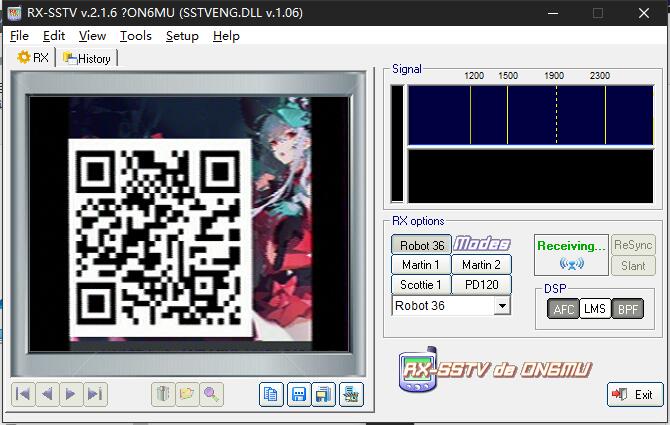 RX-SSTV v.2.1.6 ?ON6MU (SSTVENG.DLL v.1.06)
File Edit View Tools Setup Help
RX History
Signal
1200 1500 1900 2300
RX options
Robot 36 Modes
Martin 1 Martin 2
Scottie 1 PD120
Robot 36
Receiving...
ReSync
Slant
DSP
AFC LMS BPF
RX-SSTV de ON6MU
Exit